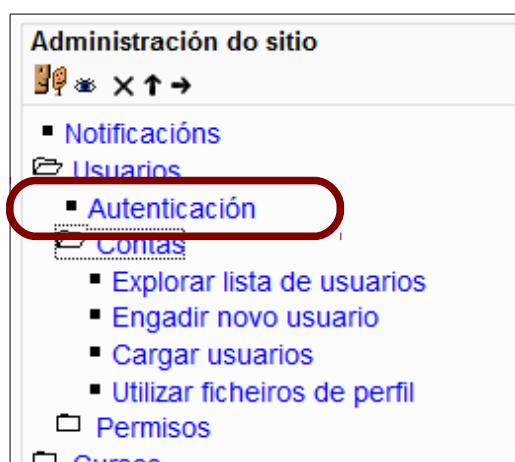 Administración do sitio
Notificacións
Usuarios
Autenticación
Contas
Explorar lista de usuarios
Engadir novo usuario
Cargar usuarios
Utilizar ficheiros de perfil
Permisos
Cursos